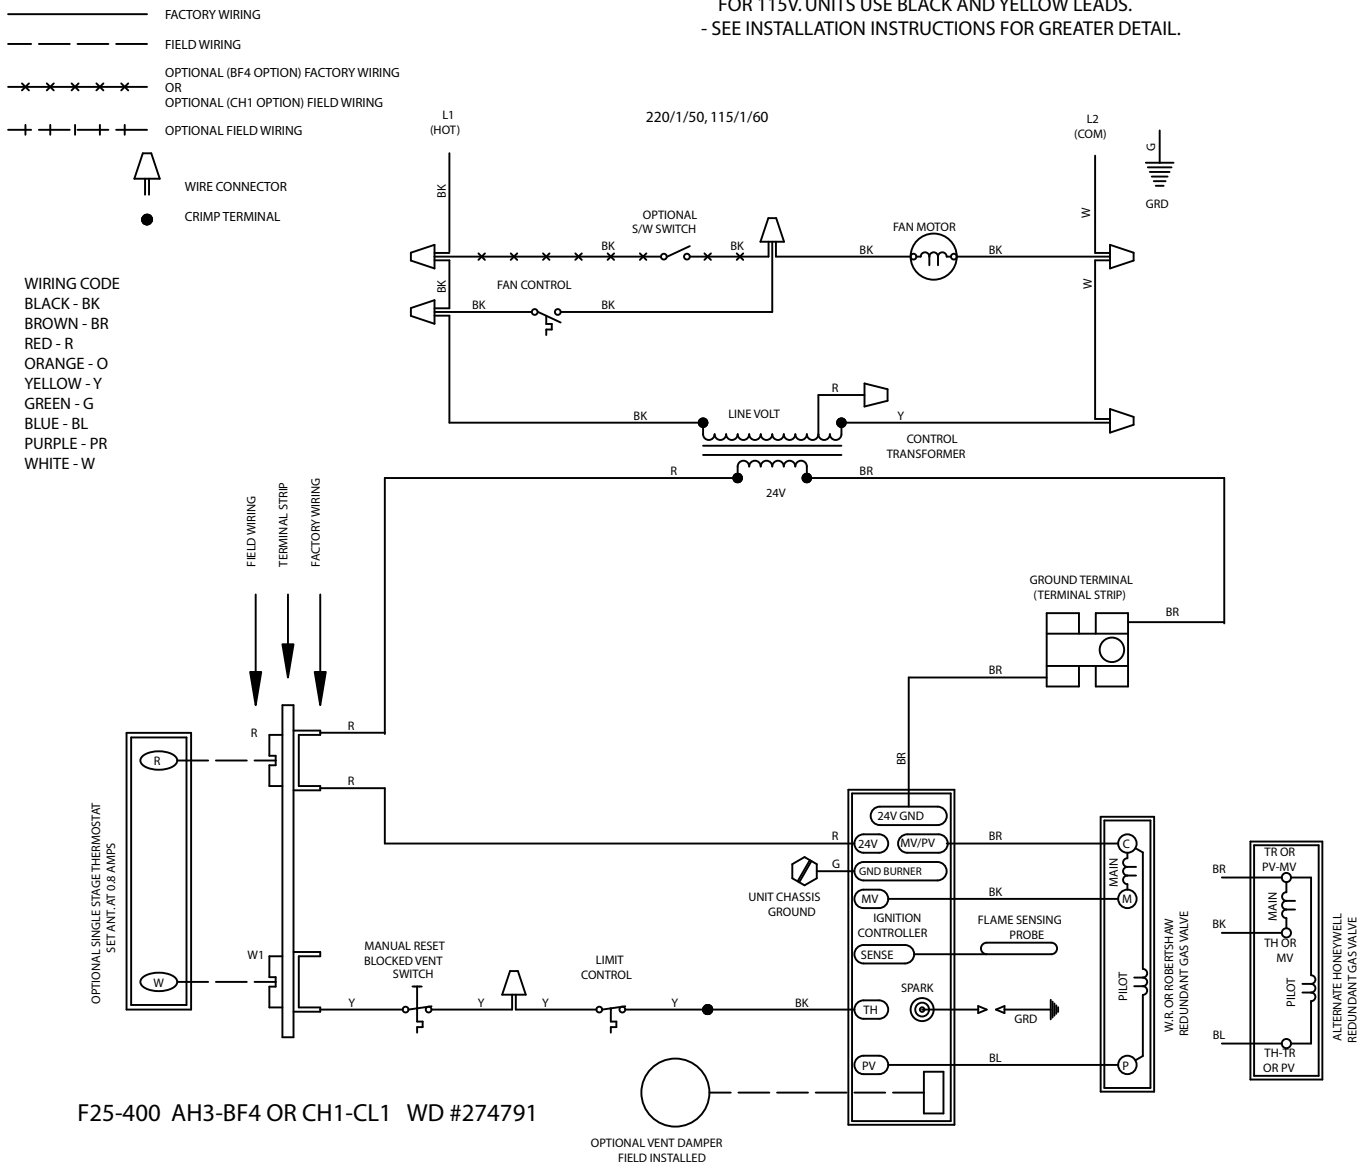 FOR 115V. UNITS USE BLACK AND YELLOW LEADS.
- SEE INSTALLATION INSTRUCTIONS FOR GREATER DETAIL.
FACTORY WIRING
FIELD WIRING
OPTIONAL (BF4 OPTION) FACTORY WIRING
OR
OPTIONAL (CH1 OPTION) FIELD WIRING
OPTIONAL FIELD WIRING
WIRE CONNECTOR
CRIMP TERMINAL
WIRING CODE
BLACK - BK
BROWN - BR
RED - R
ORANGE - O
YELLOW - Y
GREEN - G
BLUE - BL
PURPLE - PR
WHITE - W
L1
(HOT)
220/1/50, 115/1/60
L2
(COM)
G
GRD
BK
W
OPTIONAL
S/W SWITCH
BK
BK
FAN MOTOR
BK
BK
BK
W
FAN CONTROL
BK
BK
R
BK
LINE VOLT
Y
CONTROL
TRANSFORMER
R
BR
24V
FIELD WIRING
TERMINAL STRIP
FACTORY WIRING
GROUND TERMINAL
(TERMINAL STRIP)
BR
BR
BR
R
R
R
R
OPTIONAL SINGLE STAGE THERMOSTAT
SET ANT. AT 0.8 AMPS
W
W1
MANUAL RESET
BLOCKED VENT
SWITCH
Y
Y
Y
LIMIT
CONTROL
Y
BK
24V GND
R
24V
MV/PV
BR
G
GND BURNER
UNIT CHASSIS
GROUND
MV
BK
IGNITION
CONTROLLER
FLAME SENSING
PROBE
SENSE
SPARK
TH
GRD
PV
BL
C
MAIN
M
PILOT
P
W.R. OR ROBERTSHAW
REDUNDANT GAS VALVE
TR OR
PV-MV
BR
MAIN
BK
TH OR
MV
PILOT
BL
TH-TR
OR PV
ALTERNATE HONEYWELL
REDUNDANT GAS VALVE
F25-400 AH3-BF4 OR CH1-CL1 WD #274791
OPTIONAL VENT DAMPER
FIELD INSTALLED